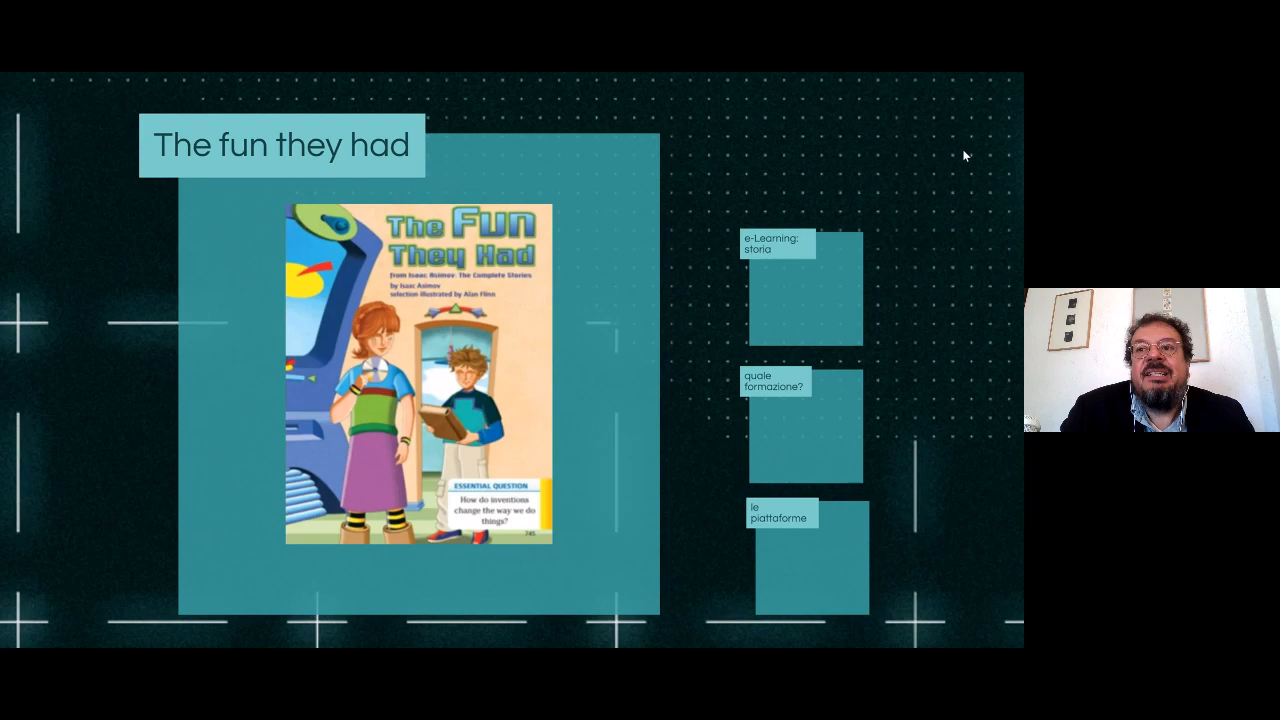 The fun they had
The Fun
They Had
from Isaac Asimov: The Complete Stories
by Isaac Asimov
selection illustrated by Alan Flinn
ESSENTIAL QUESTION
How do inventions
change the way we do
things?
745
e-Learning:
storia
quale
formazione?
le
piattaforme